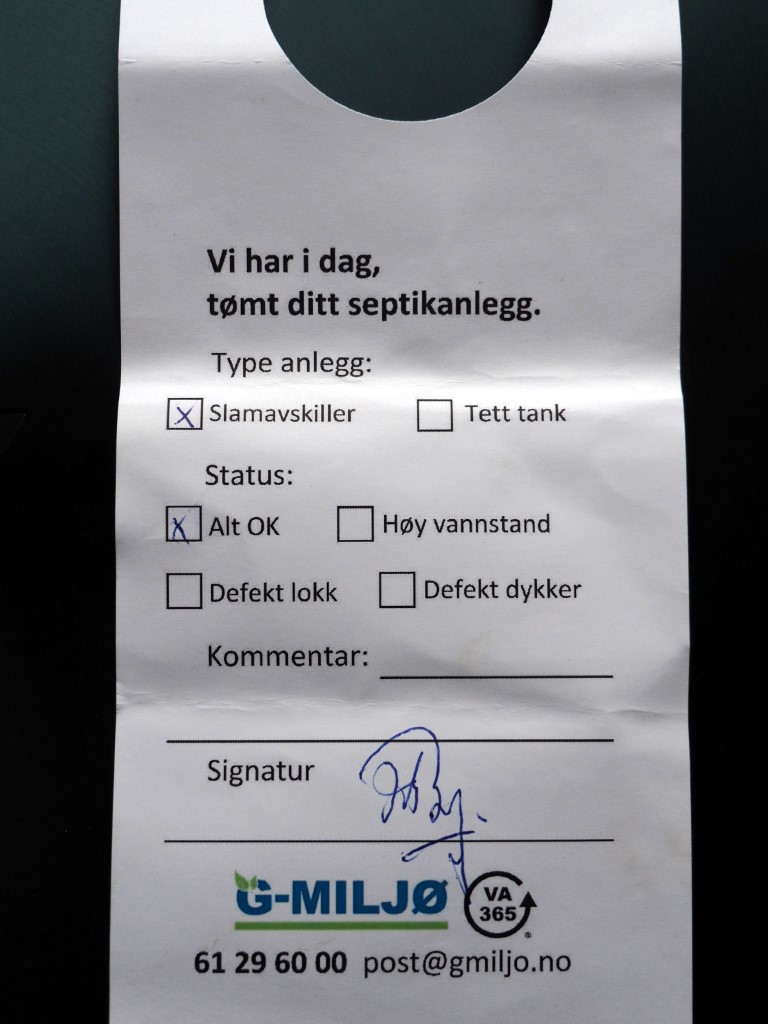 Vi har i dag,
tømt ditt septikanlegg.
Type anlegg:
x Slamavskiller Tett tank
Status:
x Alt OK Høy vannstand
Defekt lokk Defekt dykker
Kommentar:
Signatur
G-MILJØ VA 365
61 29 60 00 post@gmiljo.no